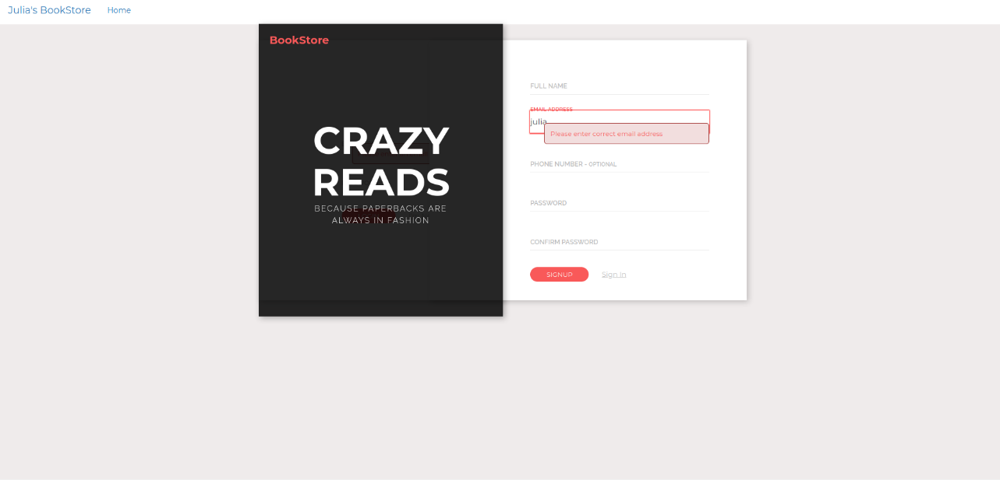 Julia's BookStore
Home
BookStore
CRAZY
READS
BECAUSE PAPERBACKS ARE
ALWAYS IN FASHION
FULL NAME
EMAIL ADDRESS
julia
Please enter correct email address
PHONE NUMBER - OPTIONAL
PASSWORD
CONFIRM PASSWORD
SIGNUP
Sign In